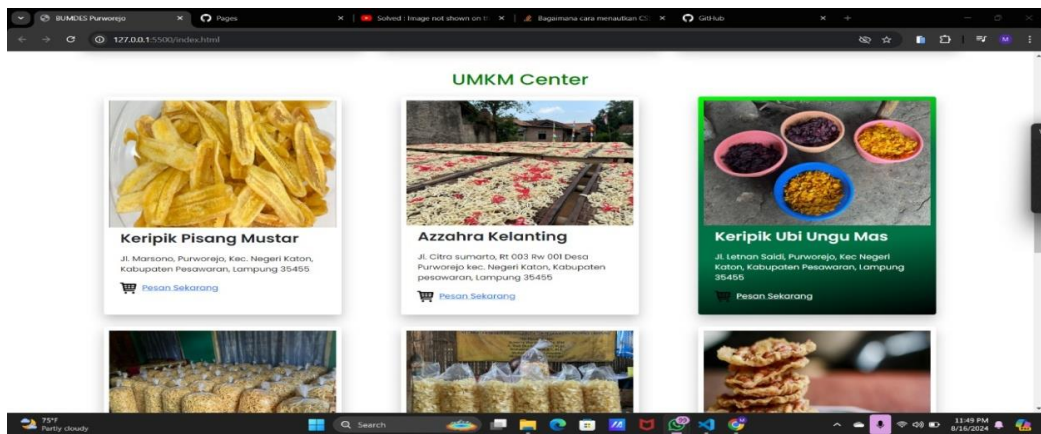 BUMDES Purworejo
Pages
Solved : Image not shown on
Bagaimana cara menautkan CS
GitHub
127.0.0.1:5500/index.html
UMKM Center
Keripik Pisang Mustar
Jl. Marsono, Purworejo, Kec. Negeri Katon,
Kabupaten Pesawaran, Lampung 35455
Pesan Sekarang
Azzahra Kelanting
Jl. Citra sumarto, Rt 003 Rw 001 Desa
Purworejo kec. Negeri Katon, Kabupaten
pesawaran, Lampung 35455
Pesan Sekarang
Keripik Ubi Ungu Mas
Jl. Letnan Saidi, Purworejo, Kec Negeri
Katon, Kabupaten Pesawaran, Lampung
35455
Pesan Sekarang
75°F
Partly cloudy
Search
11:49 PM
8/16/2024